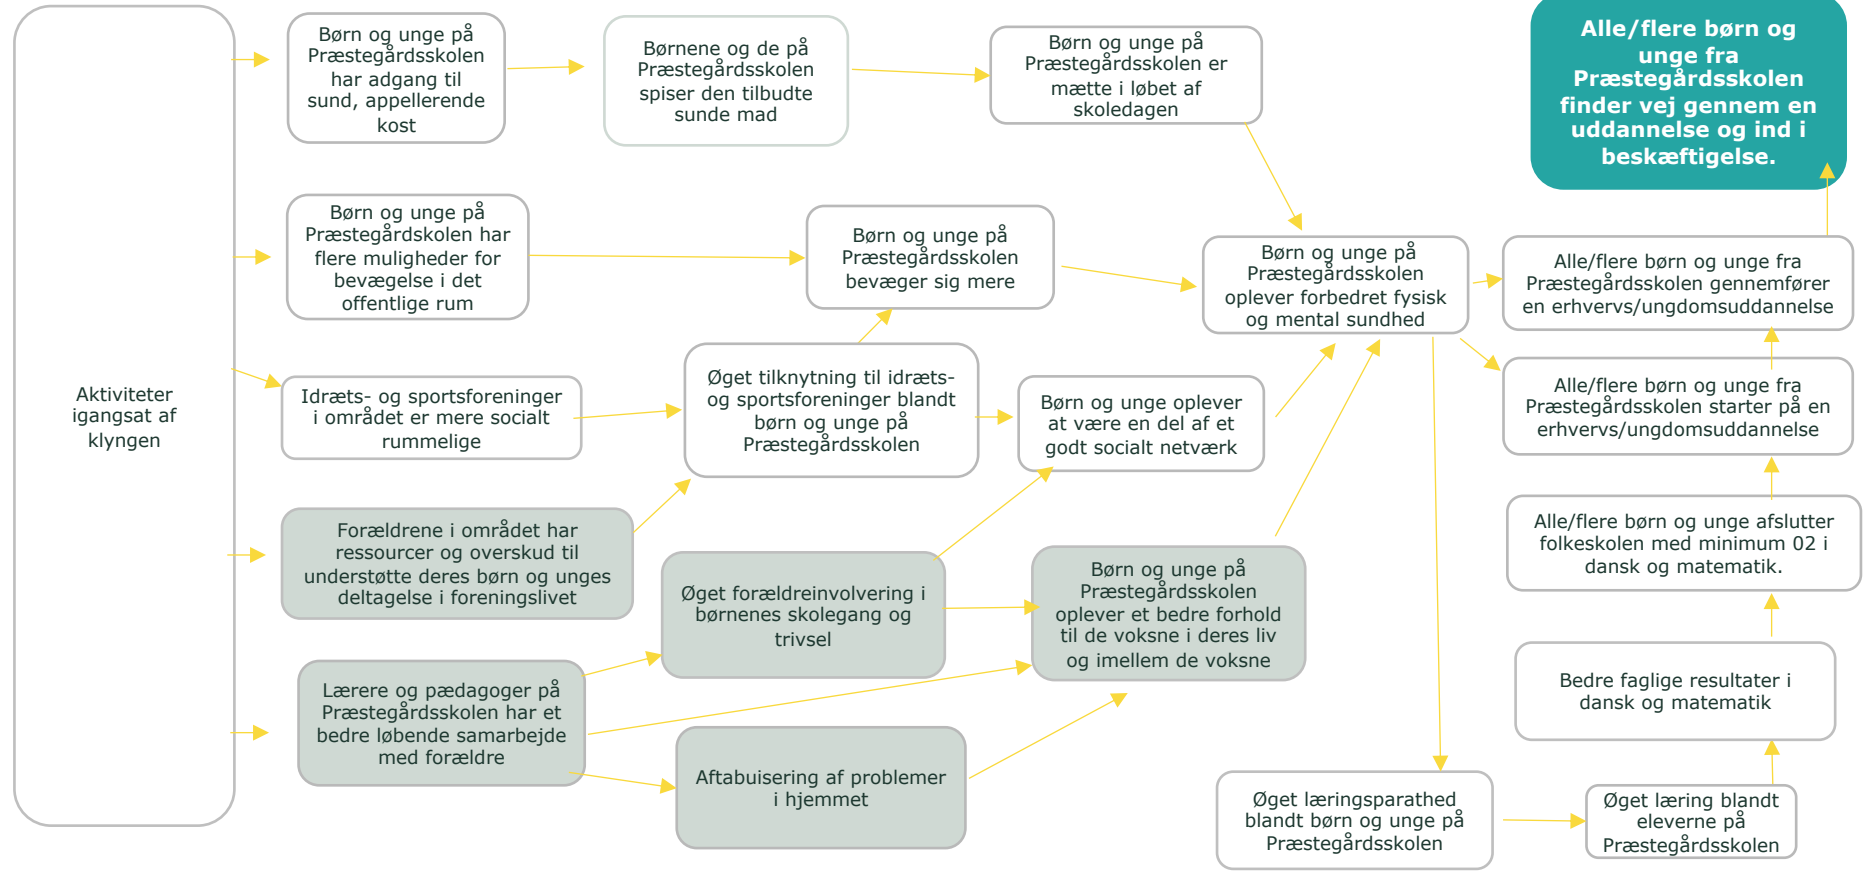 Aktiviteter
igangsat af
klyngen
Børn og unge på
Præstegårdsskolen
har adgang til
sund, appellerende
kost
Børnene og de på
Præstegårdsskolen
spiser den tilbudte
sunde mad
Børn og unge på
Præstegårdsskolen er
mætte i løbet af
skoledagen
Alle/flere børn og
unge fra
Præstegårdsskolen
finder vej gennem en
uddannelse og ind i
beskæftigelse.
Børn og unge på
Præstegårdskolen har
flere muligheder for
bevægelse i det
offentlige rum
Børn og unge på
Præstegårdsskolen
bevæger sig mere
Børn og unge på
Præstegårdsskolen
oplever forbedret fysisk
og mental sundhed
Alle/flere børn og unge fra
Præstegårdsskolen gennemfører
en erhvervs/ungdomsuddannelse
Idræts- og sportsforeninger
i området er mere socialt
rummelige
Øget tilknytning til idræts-
og sportsforeninger blandt
børn og unge på
Præstegårdsskolen
Børn og unge oplever
at være en del af et
godt socialt netværk
Alle/flere børn og unge fra
Præstegårdsskolen starter på en
erhvervs/ungdomsuddannelse
Forældrene i området har
ressourcer og overskud til
understøtte deres børn og unges
deltagelse i foreningslivet
Øget forældreinvolvering i
børnenes skolegang og
trivsel
Børn og unge på
Præstegårdsskolen
oplever et bedre forhold
til de voksne i deres liv
og imellem de voksne
Alle/flere børn og unge afslutter
folkeskolen med minimum 02 i
dansk og matematik.
Lærere og pædagoger på
Præstegårdsskolen har et
bedre løbende samarbejde
med forældre
Aftabuisering af problemer
i hjemmet
Bedre faglige resultater i
dansk og matematik
Øget læringsparathed
blandt børn og unge på
Præstegårdsskolen
Øget læring blandt
eleverne på
Præstegårdsskolen